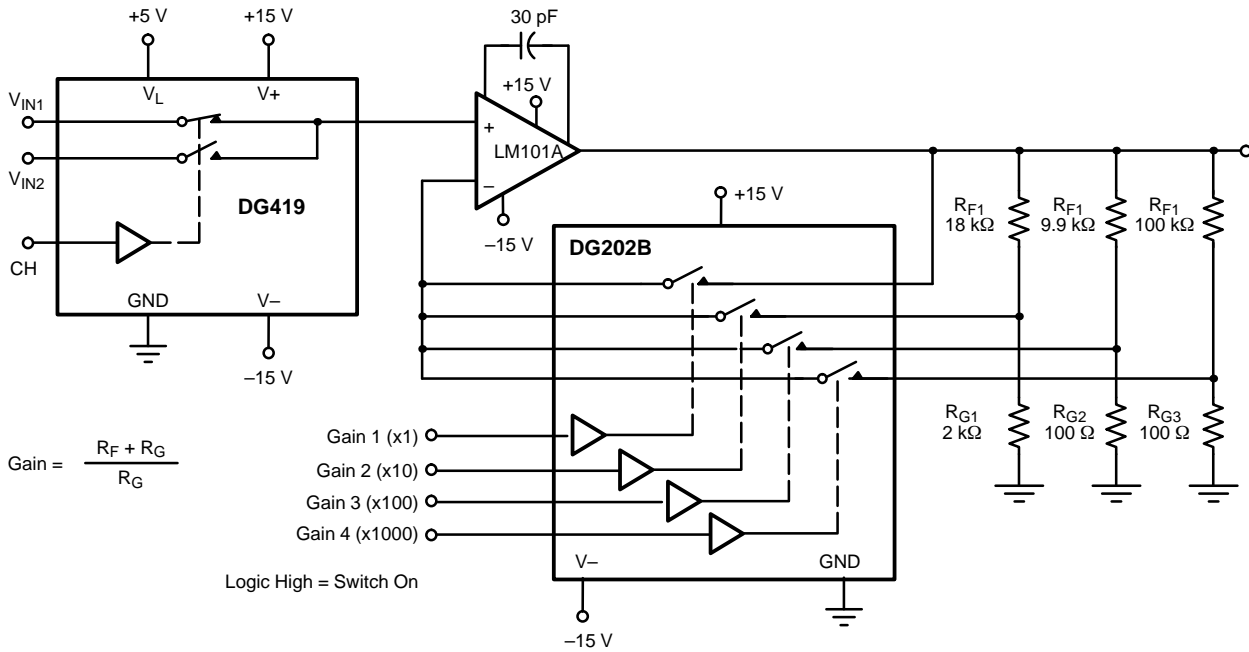 +5 V
+15 V
30 pF
V_L
V+
+15 V
V_IN1
+
LM101A
V_IN2
–
DG419
+15 V
–15 V
CH
DG202B
R_F1
18 kΩ
R_F1
9.9 kΩ
R_F1
100 kΩ
GND
V–
–15 V
R_G1
2 kΩ
R_G2
100 Ω
R_G3
100 Ω
Gain 1 (x1)
Gain = R_F + R_G
R_G
Gain 2 (x10)
Gain 3 (x100)
Gain 4 (x1000)
V–
GND
Logic High = Switch On
–15 V